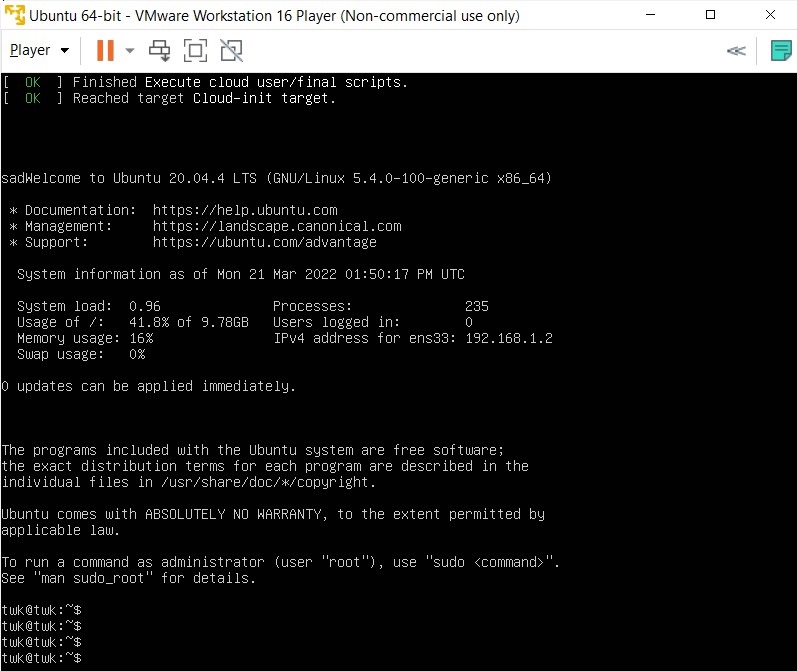 Ubuntu 64-bit - VMware Workstation 16 Player (Non-commercial use only)
Player
[  OK  ] Finished Execute cloud user/final scripts.
[  OK  ] Reached target Cloud-init target.
sadWelcome to Ubuntu 20.04.4 LTS (GNU/Linux 5.4.0-100-generic x86_64)
* Documentation:  https://help.ubuntu.com
* Management:     https://landscape.canonical.com
* Support:        https://ubuntu.com/advantage
System information as of Mon 21 Mar 2022 01:50:17 PM UTC
System load:  0.96              Processes:              235
Usage of /:   41.8% of 9.78GB   Users logged in:        0
Memory usage: 16%               IPv4 address for ens33: 192.168.1.2
Swap usage:   0%
0 updates can be applied immediately.
The programs included with the Ubuntu system are free software;
the exact distribution terms for each program are described in the
individual files in /usr/share/doc/*/copyright.
Ubuntu comes with ABSOLUTELY NO WARRANTY, to the extent permitted by
applicable law.
To run a command as administrator (user "root"), use "sudo <command>".
See "man sudo_root" for details.
twk@twk:~$
twk@twk:~$
twk@twk:~$
twk@twk:~$